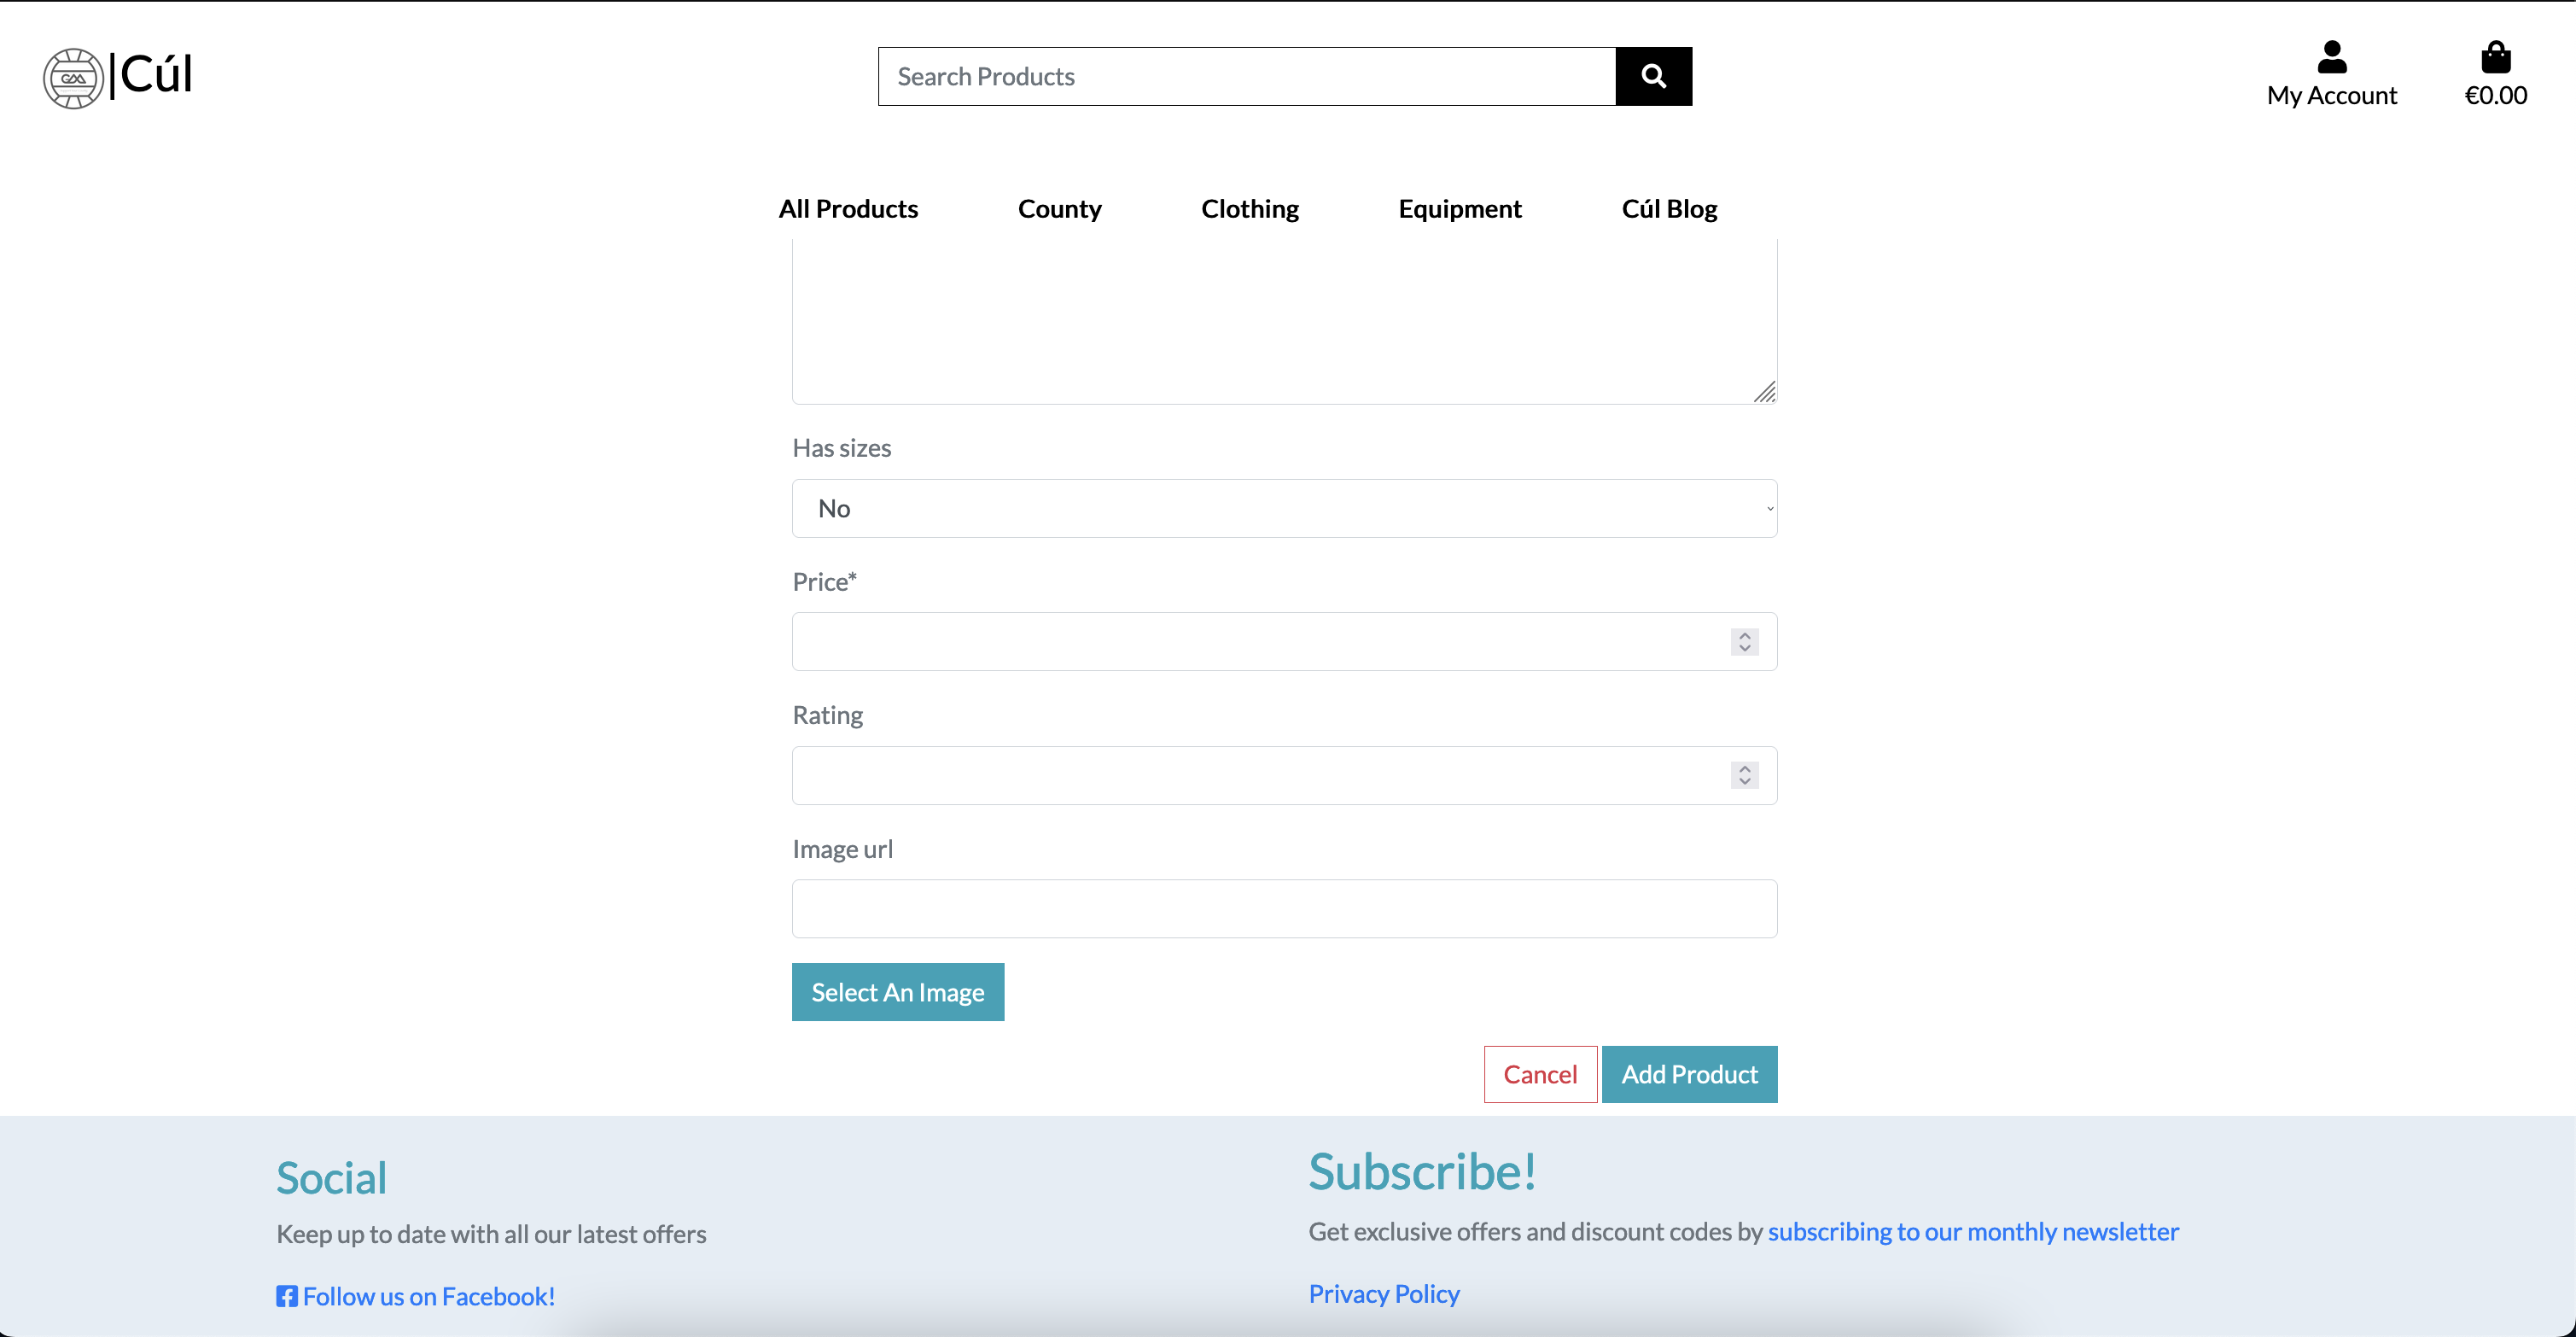 GAA
|Cúl
Search Products
My Account
€0.00
All Products County Clothing Equipment Cúl Blog
Has sizes
No
Price*
Rating
Image url
Select An Image
Cancel Add Product
Social
Keep up to date with all our latest offers
Follow us on Facebook!
Subscribe!
Get exclusive offers and discount codes by subscribing to our monthly newsletter
Privacy Policy